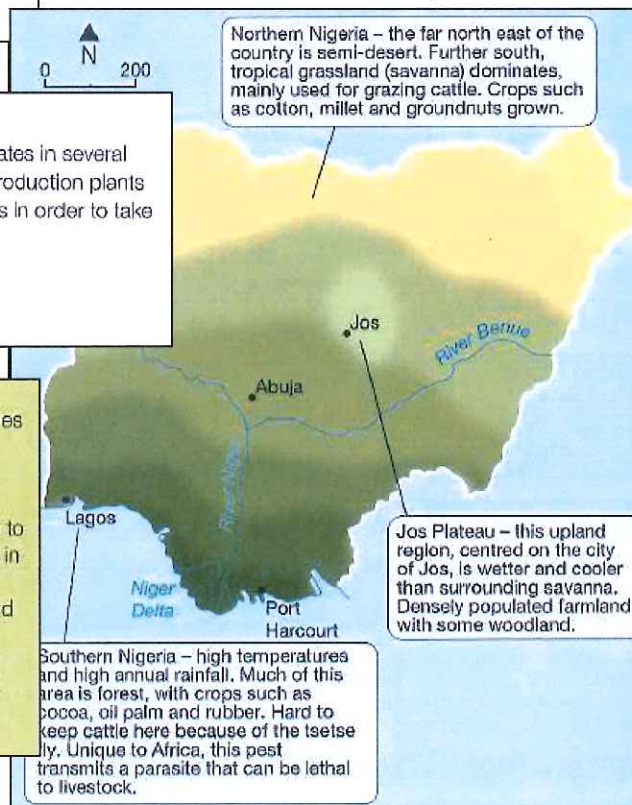 N
0 200
Northern Nigeria – the far north east of the
country is semi-desert. Further south,
tropical grassland (savanna) dominates,
mainly used for grazing cattle. Crops such
as cotton, millet and groundnuts grown.
ates in several
roduction plants
s in order to take
Jos
River Benue
Abuja
es
to
in
d
River Niger
Lagos
Niger
Delta
Port
Harcourt
Jos Plateau – this upland
region, centred on the city
of Jos, is wetter and cooler
than surrounding savanna.
Densely populated farmland
with some woodland.
Southern Nigeria – high temperatures
and high annual rainfall. Much of this
area is forest, with crops such as
cocoa, oil palm and rubber. Hard to
keep cattle here because of the tsetse
fly. Unique to Africa, this pest
transmits a parasite that can be lethal
to livestock.